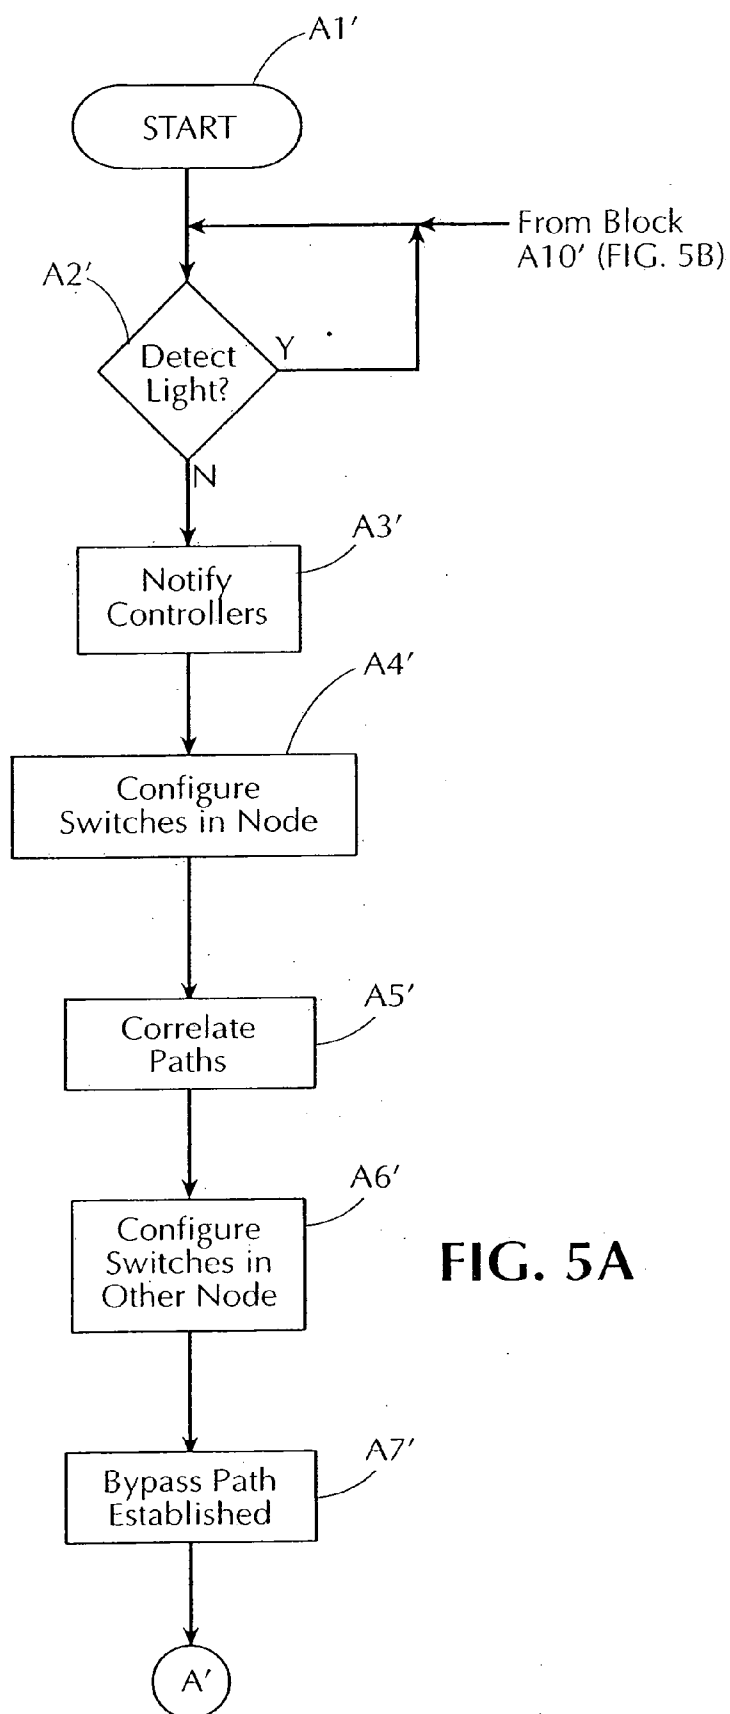 A1′
START
From Block
A10′ (FIG. 5B)
A2′
Detect
Light?
Y
N
A3′
Notify
Controllers
A4′
Configure
Switches in Node
A5′
Correlate
Paths
A6′
Configure
Switches in
Other Node
FIG. 5A
A7′
Bypass Path
Established
A′